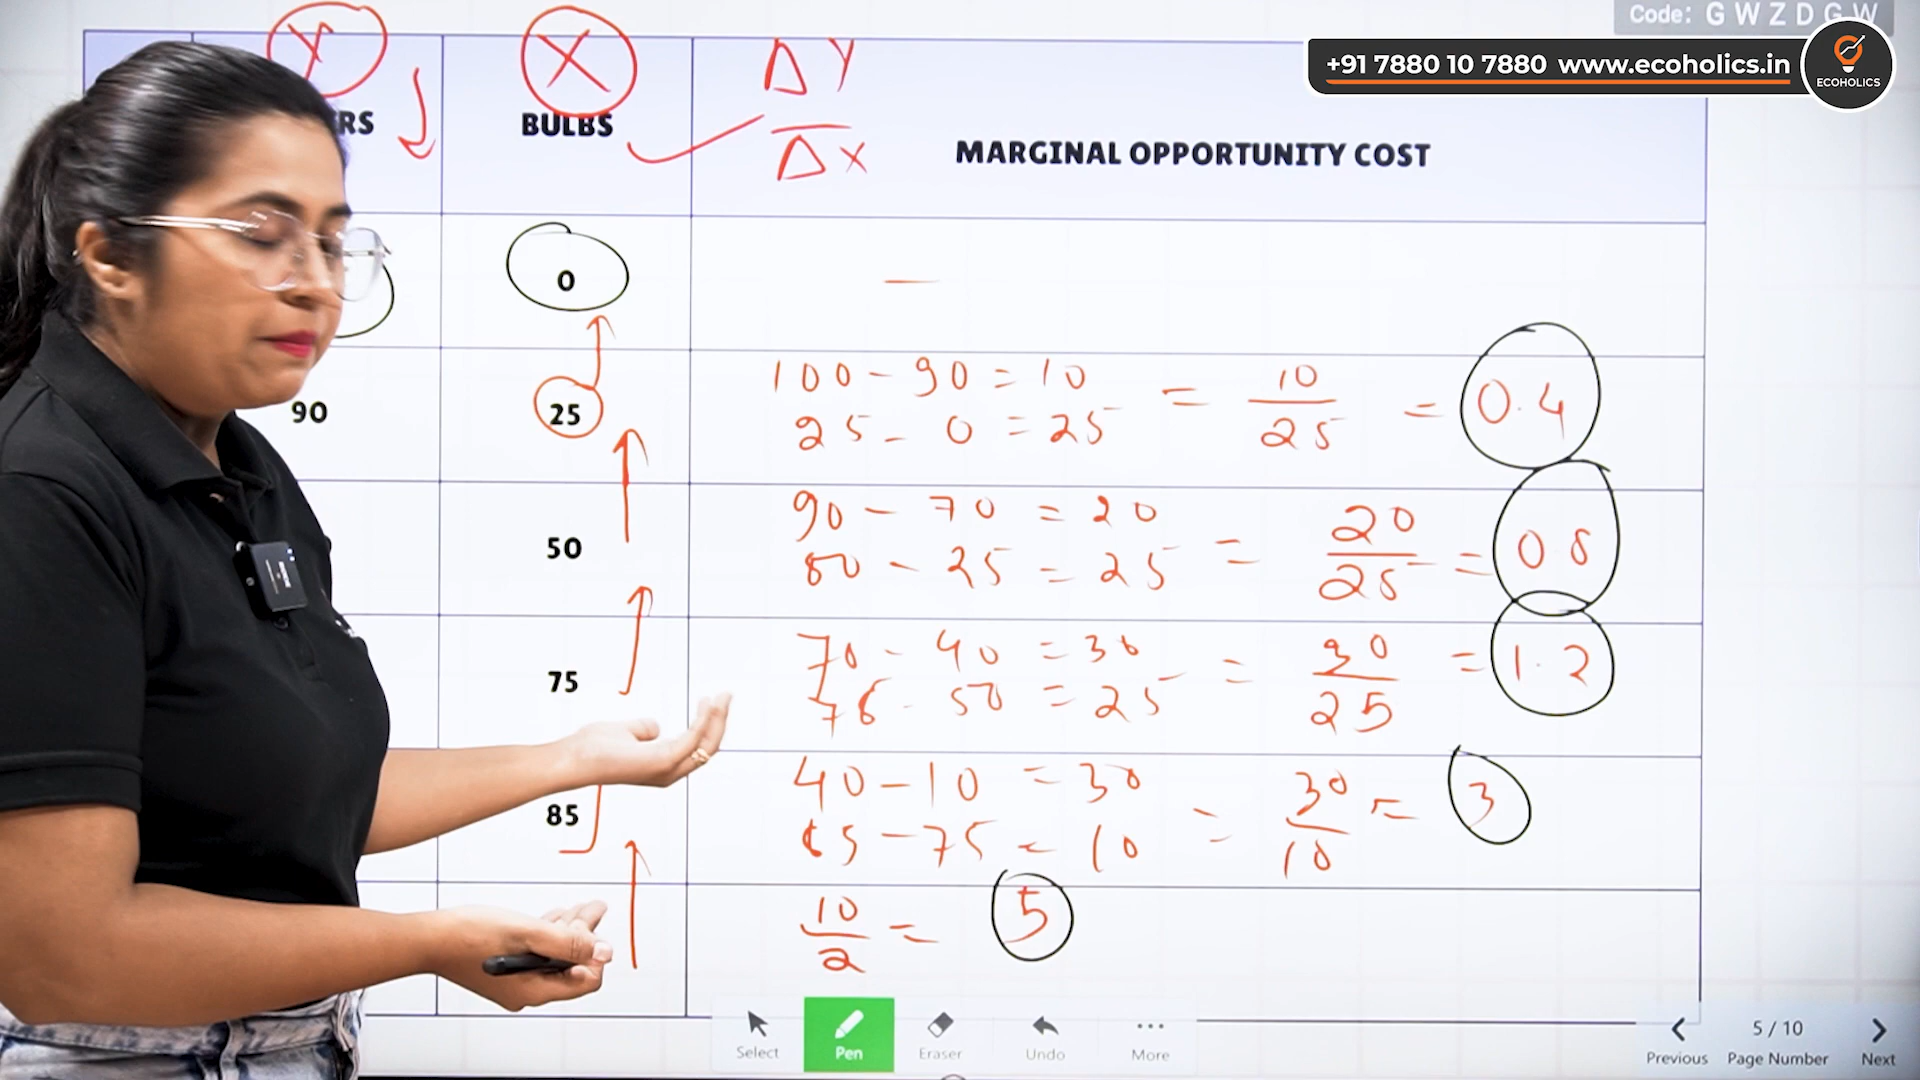 Code: G W Z D G W
+91 7880 10 7880 www.ecoholics.in
ECOHOLICS
Y
X
ΔY
ΔX
RS
BULBS
MARGINAL OPPORTUNITY COST
0
—
90
25
100 - 90 = 10
25 - 0 = 25
= 10/25 = 0.4
50
90 - 70 = 20
50 - 25 = 25
= 20/25 = 0.8
75
70 - 40 = 30
75 - 50 = 25
= 30/25 = 1.2
85
40 - 10 = 30
85 - 75 = 10
= 30/10 = 3
10/2 = 5
Select
Pen
Eraser
Undo
More
5 / 10
Previous
Page Number
Next